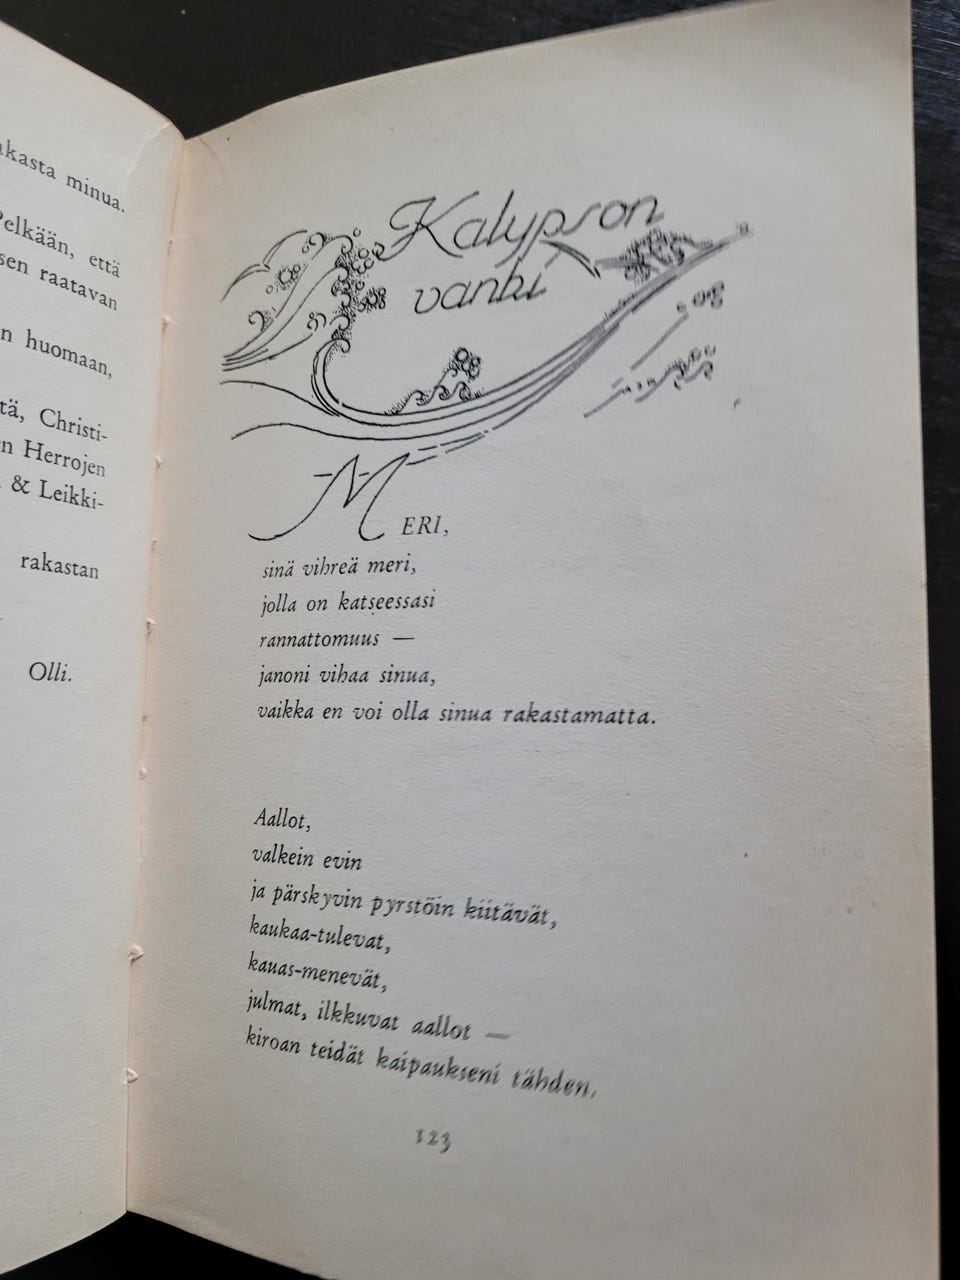 akasta minua.
Pelkään, että
sen raatavan
n huomaan,
tä, Christi-
n Herrojen
& Leikki-
rakastan
Olli.
Kalypson
vanki
MERI,
sinä vihreä meri,
jolla on katseessasi
rannattomuus —
janoni vihaa sinua,
vaikka en voi olla sinua rakastamatta.
Aallot,
valkein evin
ja pärskyvin pyrstöin kiitävät,
kaukaa-tulevat,
kauas-menevät,
julmat, ilkkuvat aallot —
kiroan teidät kaipaukseni tähden.
123